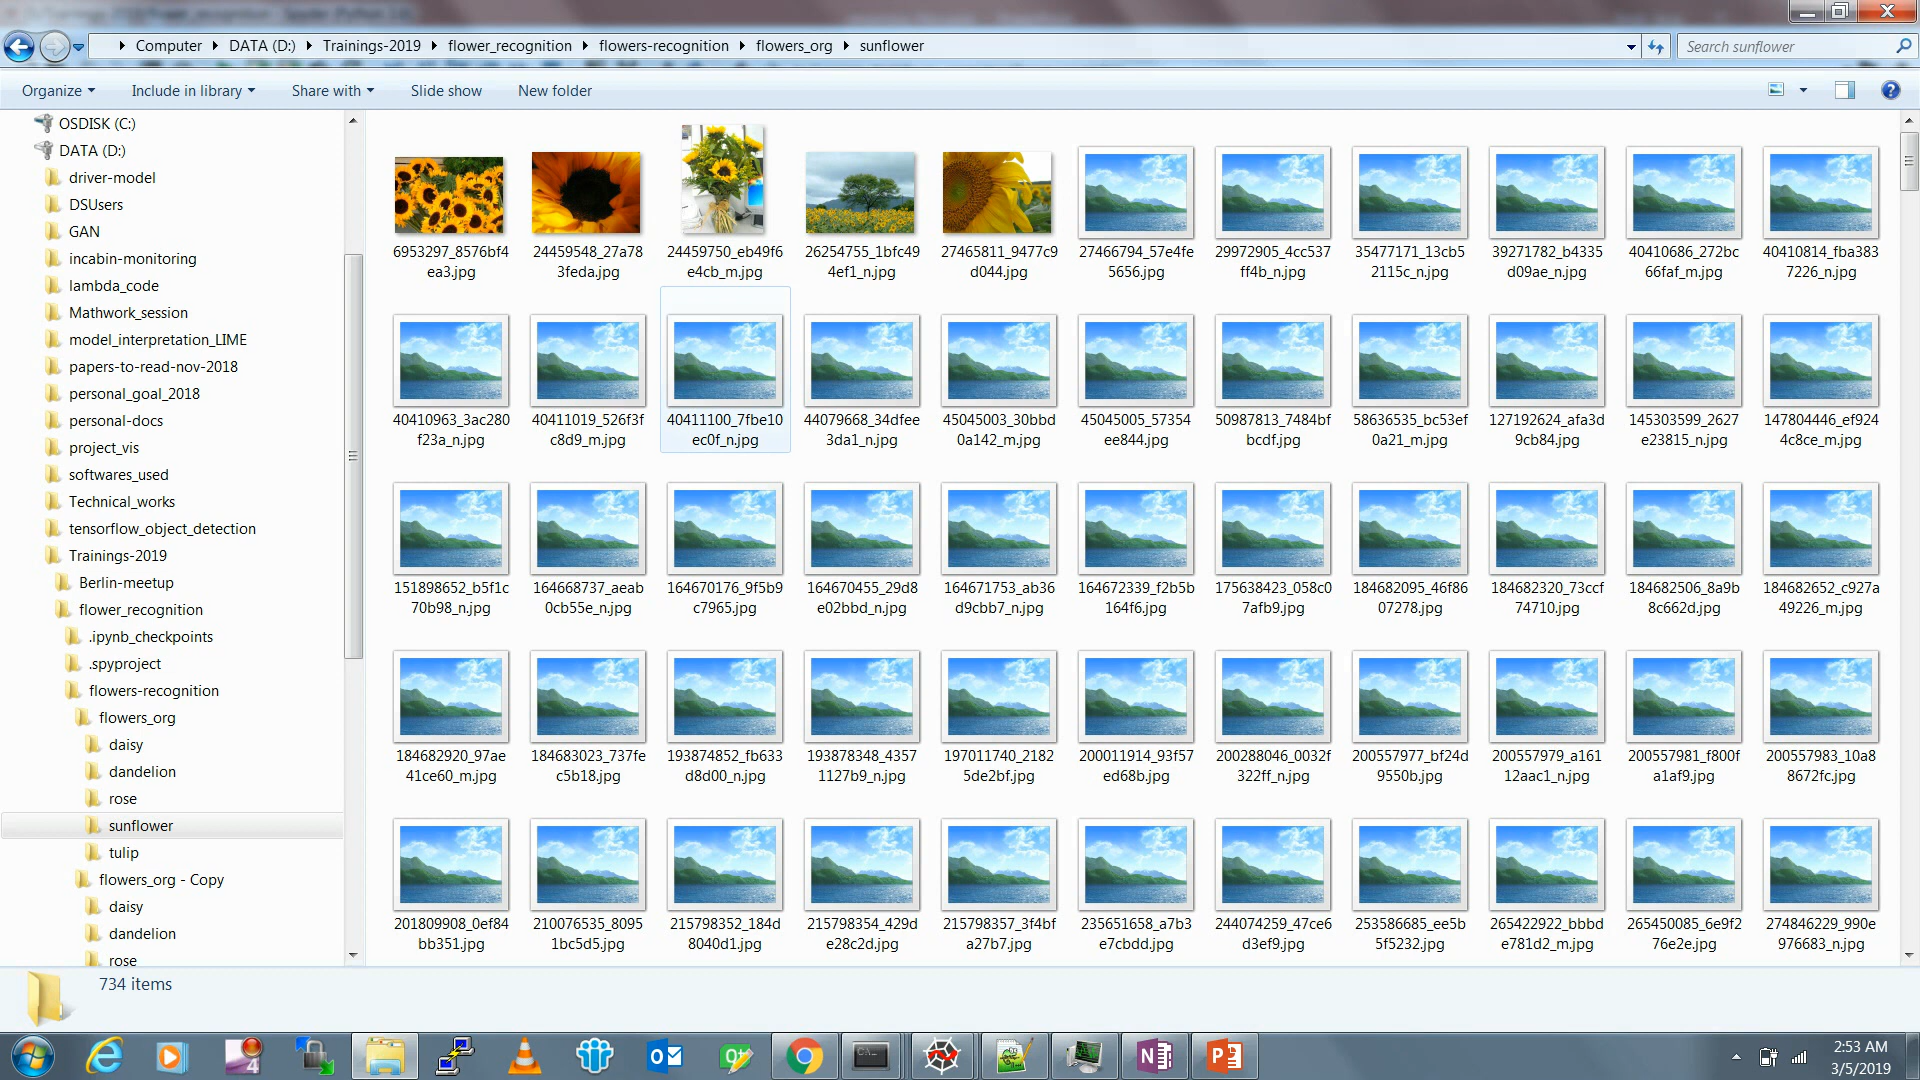 Computer DATA (D:) Trainings-2019 flower_recognition flowers-recognition flowers_org sunflower
Search sunflower
Organize Include in library Share with Slide show New folder
OSDISK (C:)
DATA (D:)
driver-model
DSUsers
GAN
incabin-monitoring
lambda_code
Mathwork_session
model_interpretation_LIME
papers-to-read-nov-2018
personal_goal_2018
personal-docs
project_vis
softwares_used
Technical_works
tensorflow_object_detection
Trainings-2019
Berlin-meetup
flower_recognition
.ipynb_checkpoints
.spyproject
flowers-recognition
flowers_org
daisy
dandelion
rose
sunflower
tulip
flowers_org - Copy
daisy
dandelion
rose
6953297_8576bf4 24459548_27a78 24459750_eb49f6 26254755_1bfc49 27465811_9477c9 27466794_57e4fe 29972905_4cc537 35477171_13cb5 39271782_b4335 40410686_272bc 40410814_fba383
ea3.jpg 3feda.jpg e4cb_m.jpg 4ef1_n.jpg d044.jpg 5656.jpg ff4b_n.jpg 2115c_n.jpg d09ae_n.jpg 66faf_m.jpg 7226_n.jpg
40410963_3ac280 40411019_526f3f 40411100_7fbe10 44079668_34dfee 45045003_30bbd 45045005_57354 50987813_7484bf 58636535_bc53ef 127192624_afa3d 145303599_2627 147804446_ef924
f23a_n.jpg c8d9_m.jpg ec0f_n.jpg 3da1_n.jpg 0a142_m.jpg ee844.jpg bcdf.jpg 0a21_m.jpg 9cb84.jpg e23815_n.jpg 4c8ce_m.jpg
151898652_b5f1c 164668737_aeab 164670176_9f5b9 164670455_29d8 164671753_ab36 164672339_f2b5b 175638423_058c0 184682095_46f86 184682320_73ccf 184682506_8a9b 184682652_c927a
70b98_n.jpg 0cb55e_n.jpg c7965.jpg e02bbd_n.jpg d9cbb7_n.jpg 164f6.jpg 7afb9.jpg 07278.jpg 74710.jpg 8c662d.jpg 49226_m.jpg
184682920_97ae 184683023_737fe 193874852_fb633 193878348_4357 197011740_2182 200011914_93f57 200288046_0032f 200557977_bf24d 200557979_a161 200557981_f800f 200557983_10a8
41ce60_m.jpg c5b18.jpg d8d00_n.jpg 1127b9_n.jpg 5de2bf.jpg ed68b.jpg 322ff_n.jpg 9550b.jpg 12aac1_n.jpg a1af9.jpg 8672fc.jpg
201809908_0ef84 210076535_8095 215798352_184d 215798354_429d 215798357_3f4bf 235651658_a7b3 244074259_47ce6 253586685_ee5b 265422922_bbbd 265450085_6e9f2 274846229_990e
bb351.jpg 1bc5d5.jpg 8040d1.jpg e28c2d.jpg a27b7.jpg e7cbdd.jpg d3ef9.jpg 5f5232.jpg e781d2_m.jpg 76e2e.jpg 976683_n.jpg
734 items
2:53 AM
3/5/2019